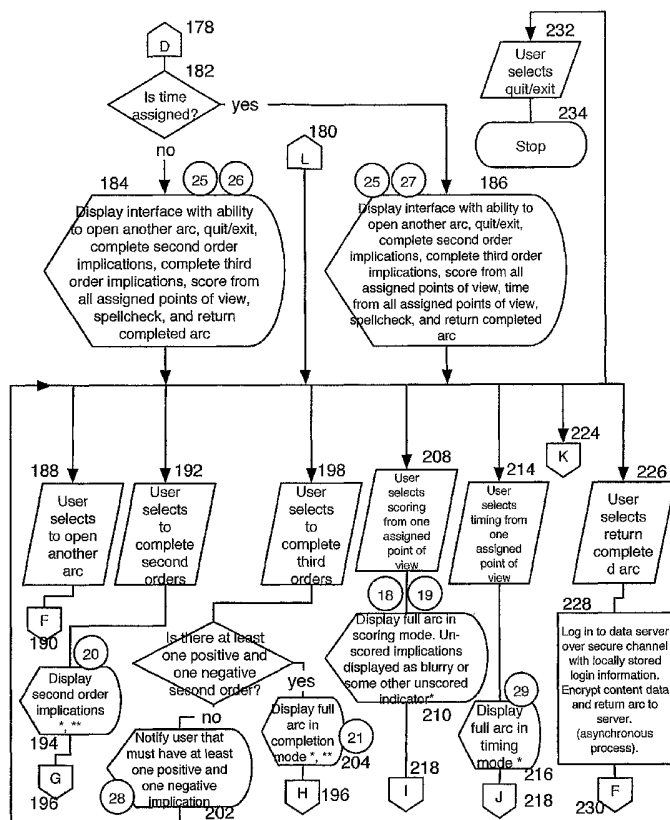 178
D
182
Is time
assigned?
yes
no
232
User
selects
quit/exit
234
Stop
180
L
184
25
26
Display interface with ability
to open another arc, quit/exit,
complete second order
implications, complete third
order implications, score from
all assigned points of view,
spellcheck, and return
completed arc
25
27
186
Display interface with ability to
open another arc, quit/exit,
complete second order
implications, complete third order
implications, score from all
assigned points of view, time
from all assigned points of view,
spellcheck, and return completed
arc
224
K
188
User
selects
to open
another
arc
F
190
192
User
selects
to
complete
second
orders
20
Display
second order
implications
*, **
194
G
196
198
User
selects
to
complete
third
orders
Is there at least
one positive and
one negative
second order?
yes
no
Notify user that
must have at least
one positive and
one negative
implication
28
202
Display full
arc in
completion
mode *, **
21
204
H
196
208
User
selects
scoring
from one
assigned
point of
view
18
19
Display full arc in
scoring mode. Un-
scored implications
displayed as blurry or
some other unscored
indicator*
210
I
218
214
User
selects
timing from
one
assigned
point of
view
29
Display
full arc in
timing
mode *
216
J
218
226
User
selects
return
complete
d arc
228
Log in to data server
over secure channel
with locally stored
login information.
Encrypt content data
and return arc to
server.
(asynchronous
process).
F
230